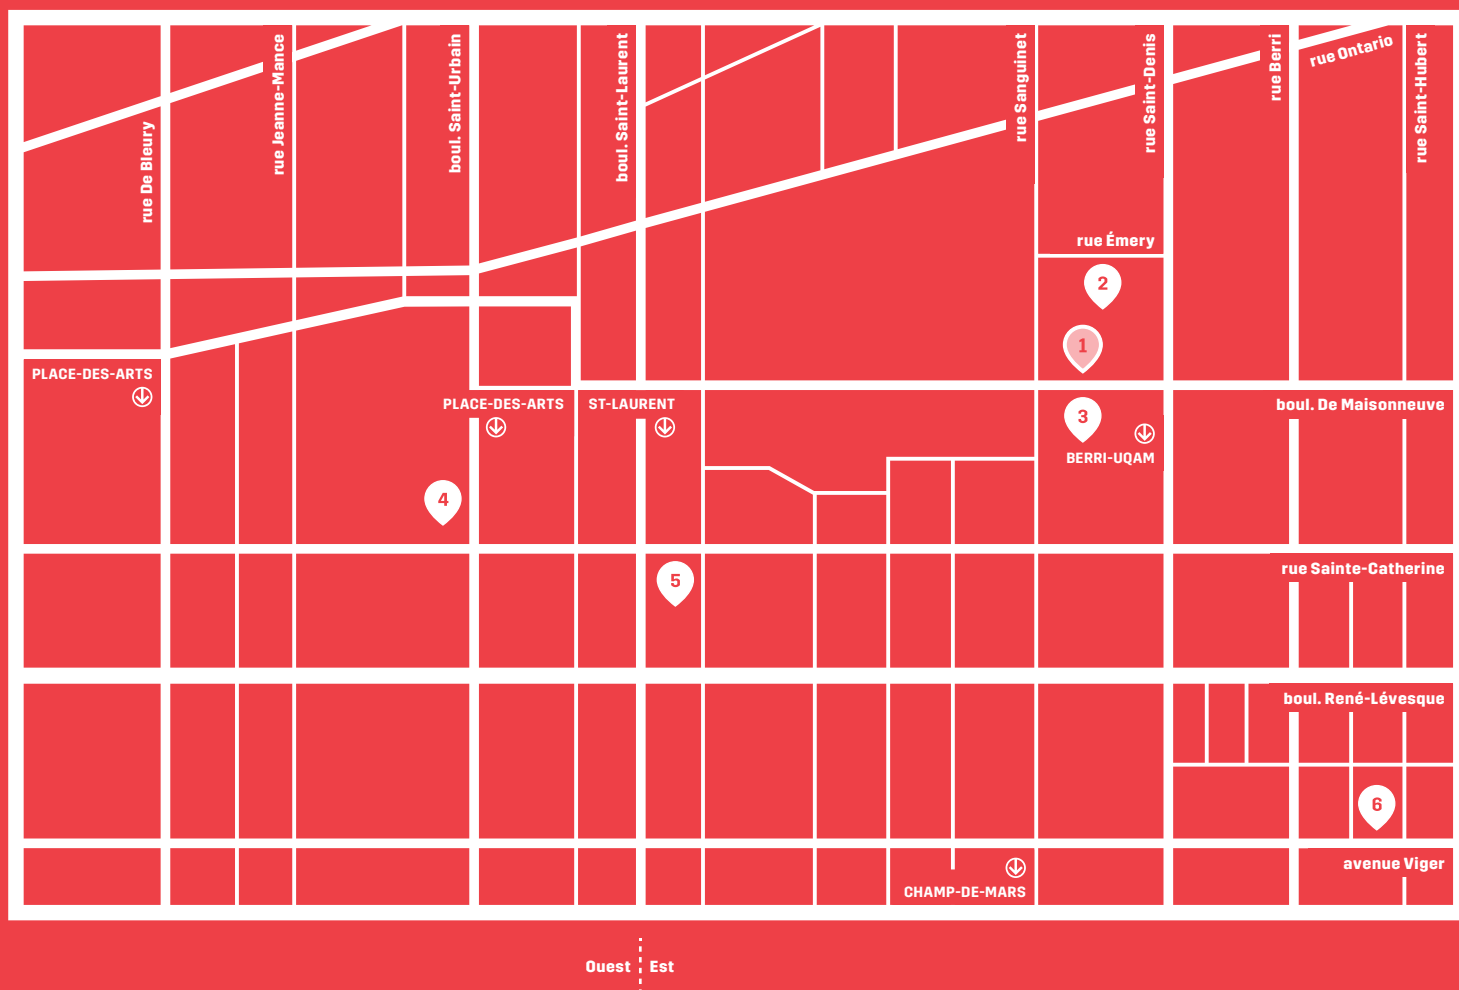 rue De Bleury
rue Jeanne-Mance
boul. Saint-Urbain
boul. Saint-Laurent
rue Sanguinet
rue Saint-Denis
rue Berri
rue Ontario
rue Saint-Hubert
rue Émery
2
1
PLACE-DES-ARTS
PLACE-DES-ARTS
ST-LAURENT
boul. De Maisonneuve
3
BERRI-UQAM
4
rue Sainte-Catherine
5
boul. René-Lévesque
6
avenue Viger
CHAMP-DE-MARS
Ouest
Est